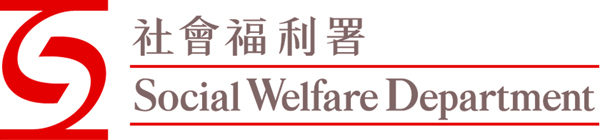 社會福利署
Social Welfare Department